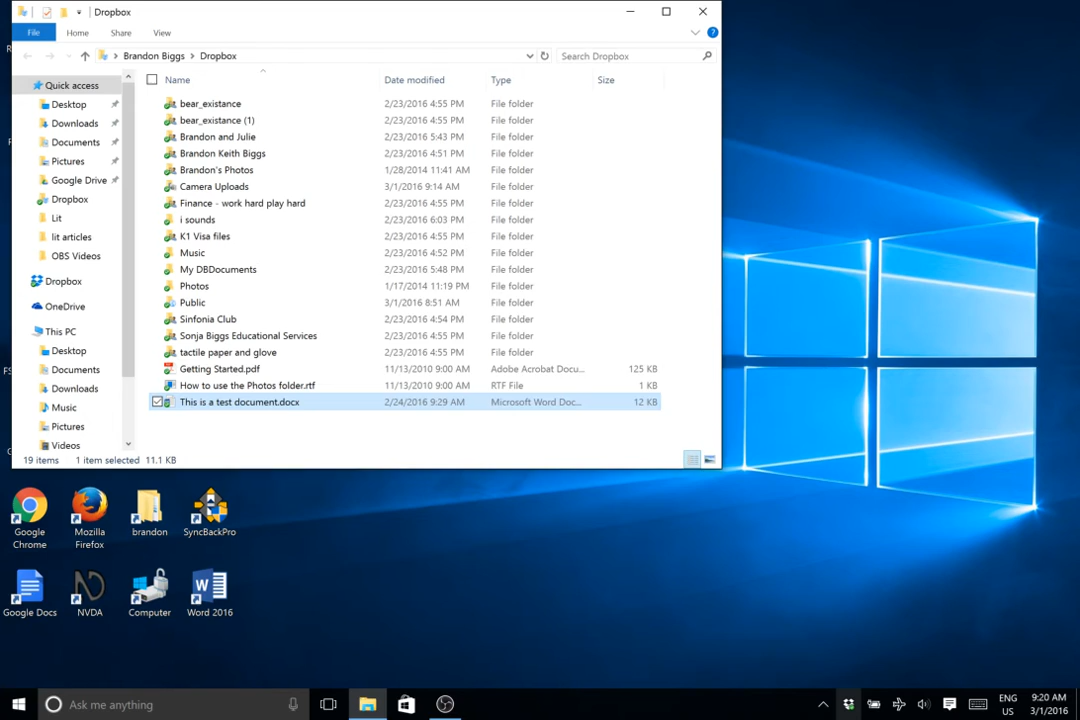 Dropbox
File Home Share View
Brandon Biggs > Dropbox
Search Dropbox
Quick access
Desktop
Downloads
Documents
Pictures
Google Drive
Dropbox
Lit
lit articles
OBS Videos
Dropbox
OneDrive
This PC
Desktop
Documents
Downloads
Music
Pictures
Videos
Name Date modified Type Size
bear_existance 2/23/2016 4:55 PM File folder
bear_existance (1) 2/23/2016 4:55 PM File folder
Brandon and Julie 2/23/2016 5:43 PM File folder
Brandon Keith Biggs 2/23/2016 4:51 PM File folder
Brandon's Photos 1/28/2014 11:41 AM File folder
Camera Uploads 3/1/2016 9:14 AM File folder
Finance - work hard play hard 2/23/2016 4:55 PM File folder
i sounds 2/23/2016 6:03 PM File folder
K1 Visa files 2/23/2016 4:55 PM File folder
Music 2/23/2016 4:52 PM File folder
My DBDocuments 2/23/2016 5:48 PM File folder
Photos 1/17/2014 11:19 PM File folder
Public 3/1/2016 8:51 AM File folder
Sinfonia Club 2/23/2016 4:54 PM File folder
Sonja Biggs Educational Services 2/23/2016 4:55 PM File folder
tactile paper and glove 2/23/2016 4:55 PM File folder
Getting Started.pdf 11/13/2010 9:00 AM Adobe Acrobat Docu... 125 KB
How to use the Photos folder.rtf 11/13/2010 9:00 AM RTF File 1 KB
This is a test document.docx 2/24/2016 9:29 AM Microsoft Word Doc... 12 KB
19 items 1 item selected 11.1 KB
Google Chrome
Mozilla Firefox
brandon
SyncBackPro
Google Docs
NVDA
Computer
Word 2016
Ask me anything
ENG
US
9:20 AM
3/1/2016